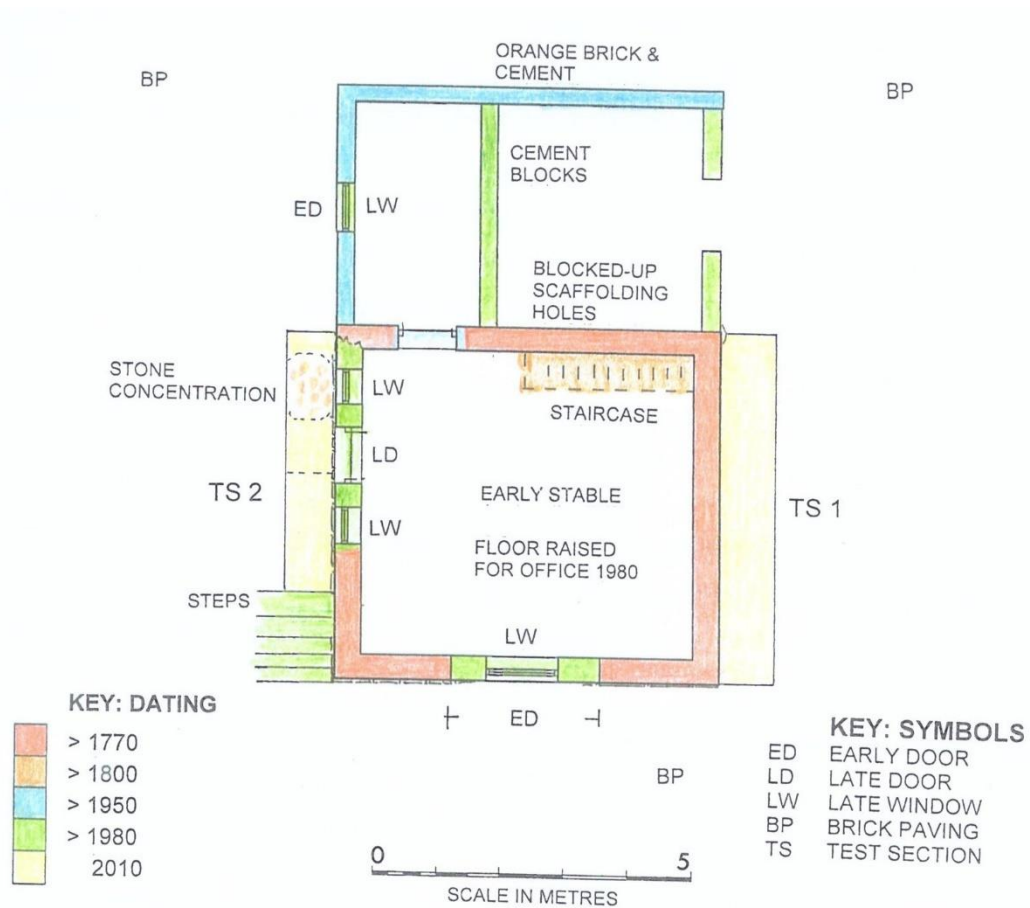 ORANGE BRICK &
CEMENT
BP
BP
CEMENT
BLOCKS
ED
LW
BLOCKED-UP
SCAFFOLDING
HOLES
STONE
CONCENTRATION
LW
STAIRCASE
LD
TS 2
EARLY STABLE
TS 1
LW
FLOOR RAISED
FOR OFFICE 1980
STEPS
LW
ED
BP
KEY: DATING
> 1770
> 1800
> 1950
> 1980
2010
0
5
SCALE IN METRES
KEY: SYMBOLS
ED EARLY DOOR
LD LATE DOOR
LW LATE WINDOW
BP BRICK PAVING
TS TEST SECTION